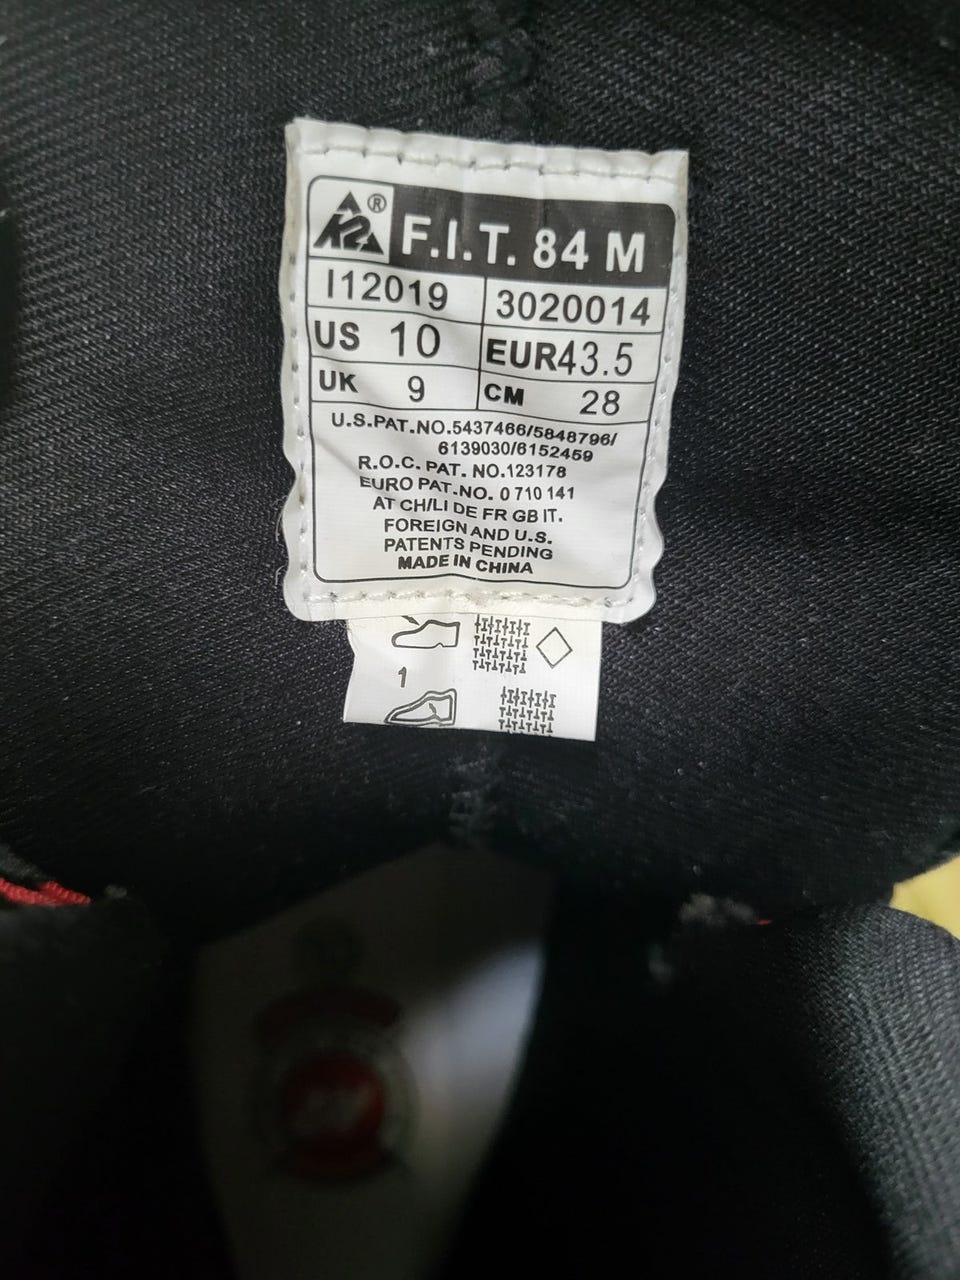 K2® F.I.T. 84 M
I12019 3020014
US 10 EUR43.5
UK 9 CM 28
U.S.PAT.NO.5437466/5848796/
6139030/6152459
R.O.C. PAT. NO.123178
EURO PAT.NO. 0 710 141
AT CH/LI DE FR GB IT.
FOREIGN AND U.S.
PATENTS PENDING
MADE IN CHINA
1